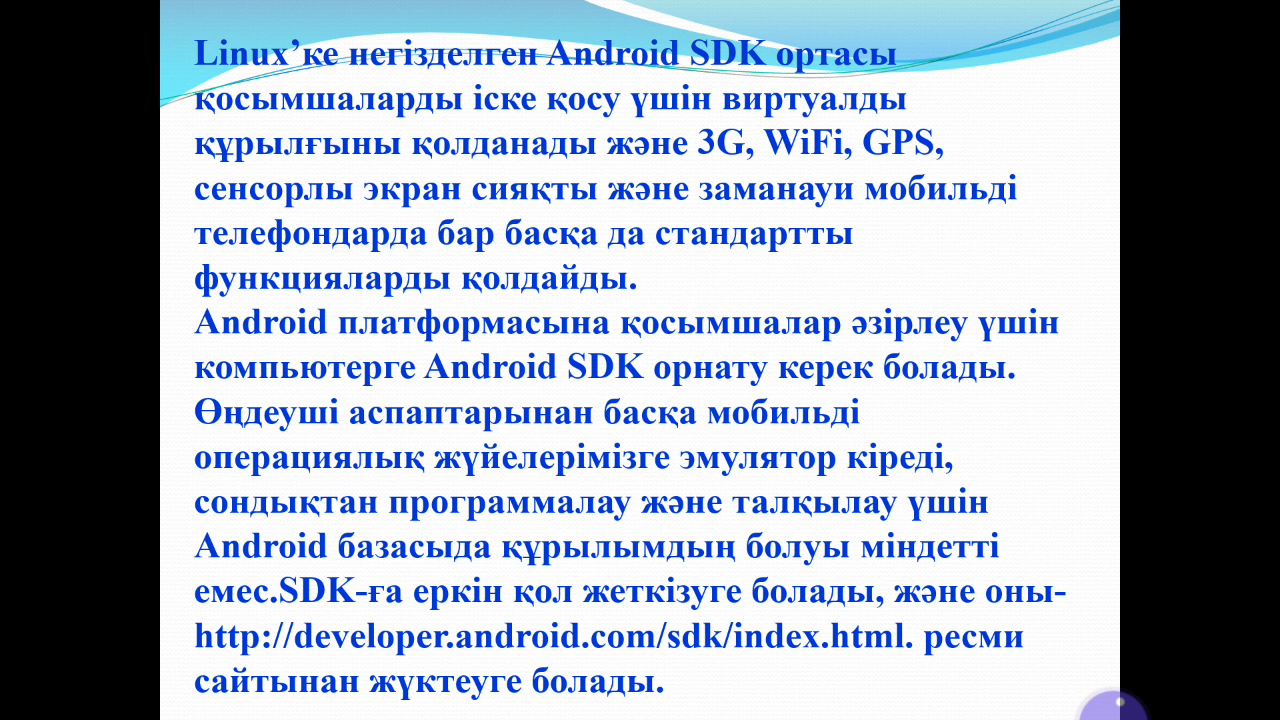 Linux’ке негізделген Android SDK ортасы
қосымшаларды іске қосу үшін виртуалды
құрылғыны қолданады және 3G, WiFi, GPS,
сенсорлы экран сияқты және заманауи мобильді
телефондарда бар басқа да стандартты
функцияларды қолдайды.
Android платформасына қосымшалар әзірлеу үшін
компьютерге Android SDK орнату керек болады.
Өңдеуші аспаптарынан басқа мобильді
операциялық жүйелерімізге эмулятор кіреді,
сондықтан программалау және талқылау үшін
Android базасыда құрылымдың болуы міндетті
емес.SDK-ға еркін қол жеткізуге болады, және оны-
http://developer.android.com/sdk/index.html. ресми
сайтынан жүктеуге болады.